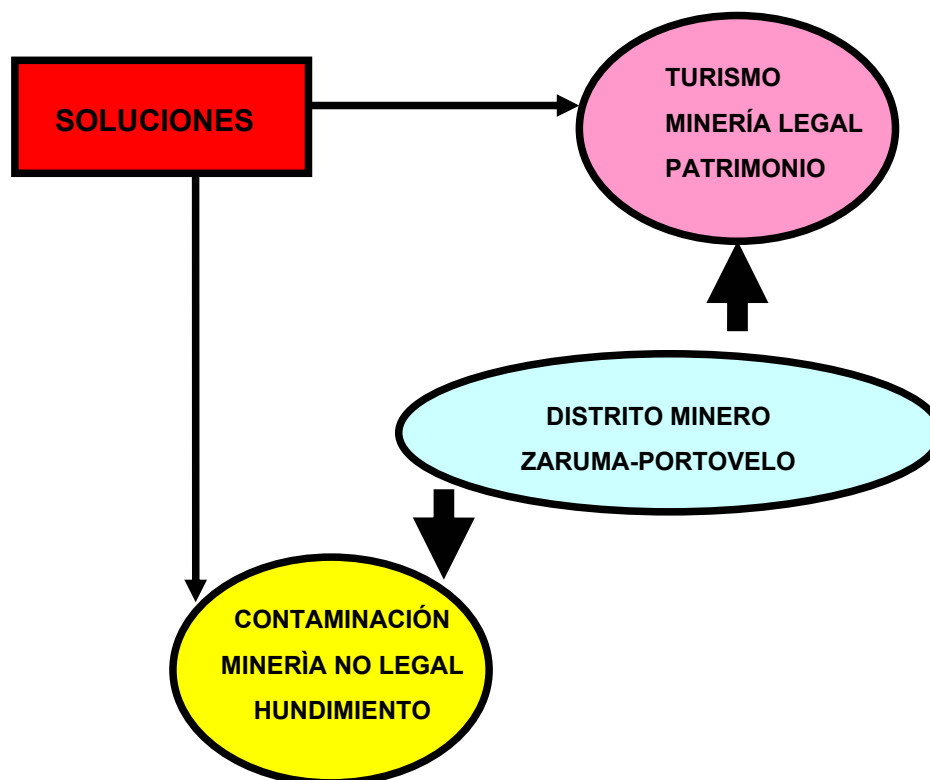 SOLUCIONES
TURISMO
MINERÍA LEGAL
PATRIMONIO
DISTRITO MINERO
ZARUMA-PORTOVELO
CONTAMINACIÓN
MINERÌA NO LEGAL
HUNDIMIENTO